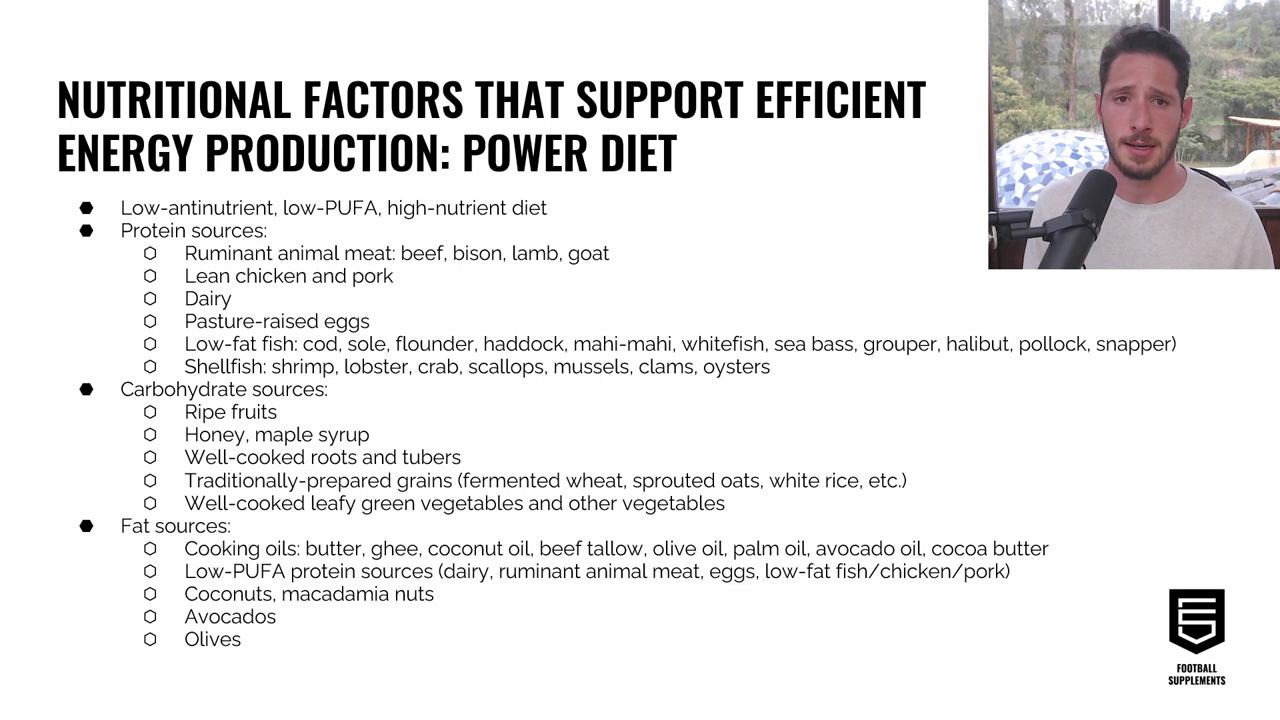 NUTRITIONAL FACTORS THAT SUPPORT EFFICIENT
ENERGY PRODUCTION: POWER DIET
Low-antinutrient, low-PUFA, high-nutrient diet
Protein sources:
Ruminant animal meat: beef, bison, lamb, goat
Lean chicken and pork
Dairy
Pasture-raised eggs
Low-fat fish: cod, sole, flounder, haddock, mahi-mahi, whitefish, sea bass, grouper, halibut, pollock, snapper)
Shellfish: shrimp, lobster, crab, scallops, mussels, clams, oysters
Carbohydrate sources:
Ripe fruits
Honey, maple syrup
Well-cooked roots and tubers
Traditionally-prepared grains (fermented wheat, sprouted oats, white rice, etc.)
Well-cooked leafy green vegetables and other vegetables
Fat sources:
Cooking oils: butter, ghee, coconut oil, beef tallow, olive oil, palm oil, avocado oil, cocoa butter
Low-PUFA protein sources (dairy, ruminant animal meat, eggs, low-fat fish/chicken/pork)
Coconuts, macadamia nuts
Avocados
Olives
FOOTBALL
SUPPLEMENTS